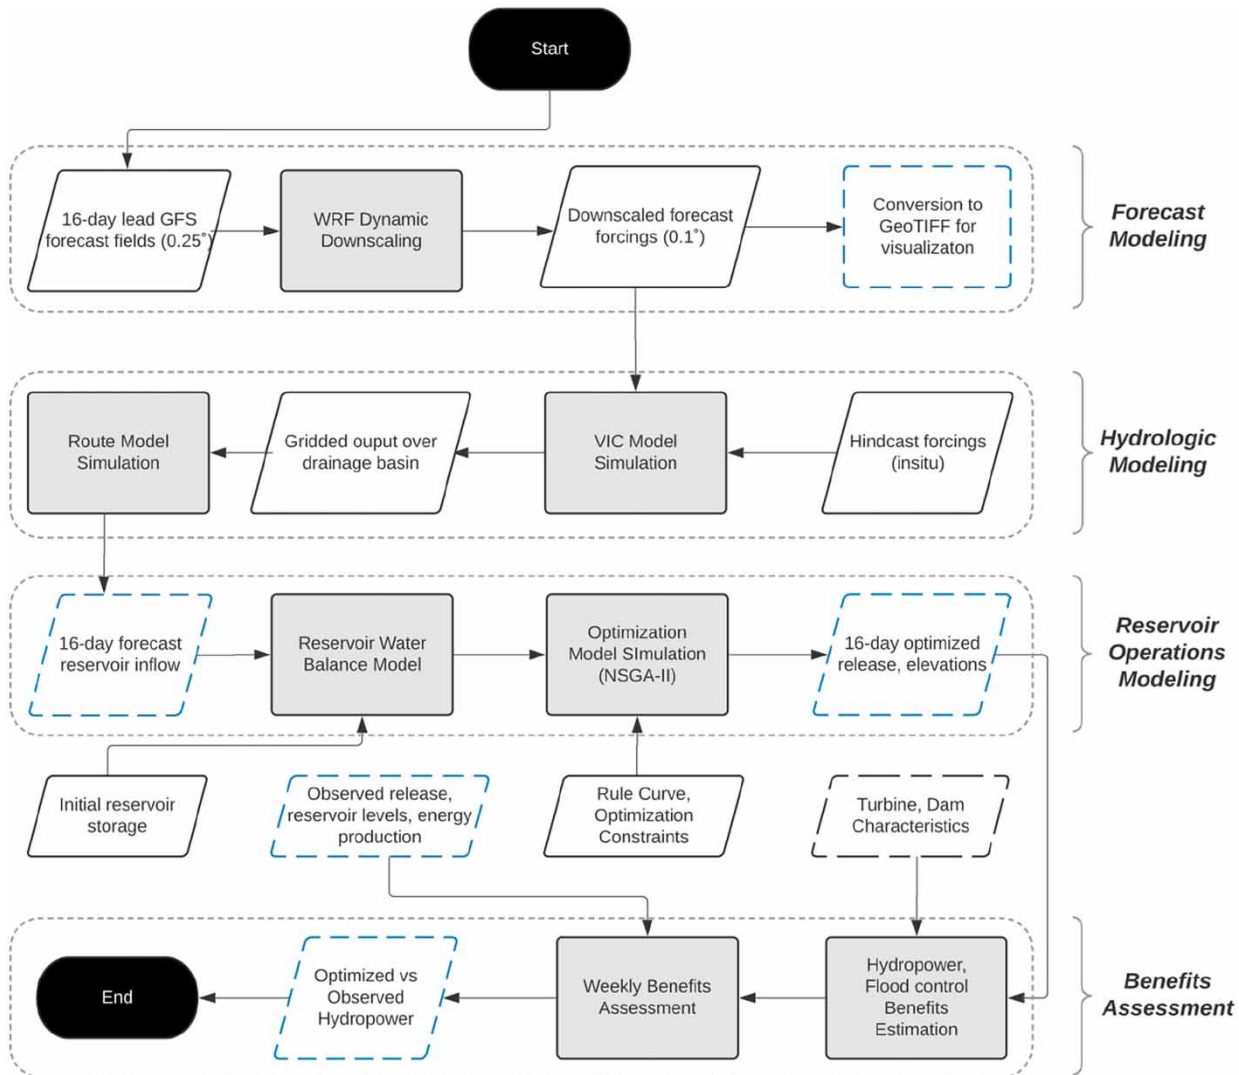 Start
16-day lead GFS
forecast fields (0.25˚)
WRF Dynamic
Downscaling
Downscaled forecast
forcings (0.1˚)
Conversion to
GeoTIFF for
visualizaton
Forecast
Modeling
Route Model
Simulation
Gridded ouput over
drainage basin
VIC Model
Simulation
Hindcast forcings
(insitu)
Hydrologic
Modeling
16-day forecast
reservoir inflow
Reservoir Water
Balance Model
Optimization
Model SImulation
(NSGA-II)
16-day optimized
release, elevations
Reservoir
Operations
Modeling
Initial reservoir
storage
Observed release,
reservoir levels, energy
production
Rule Curve,
Optimization
Constraints
Turbine, Dam
Characteristics
End
Optimized vs
Observed
Hydropower
Weekly Benefits
Assessment
Hydropower,
Flood control
Benefits
Estimation
Benefits
Assessment